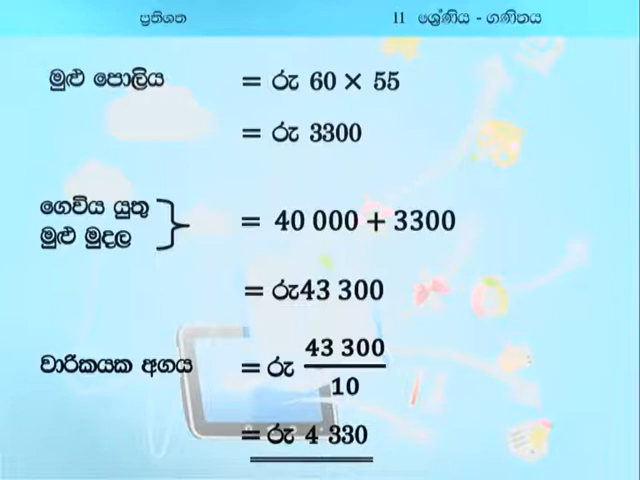 ප්‍රතිශත 11 ශ්‍රේණිය - ගණිතය
මුළු පොලිය = රු 60 × 55
= රු 3300
ගෙවිය යුතු
මුළු මුදල = 40 000 + 3300
= රු43 300
වාරිකයක අගය = රු 43 300
10
= රු 4 330